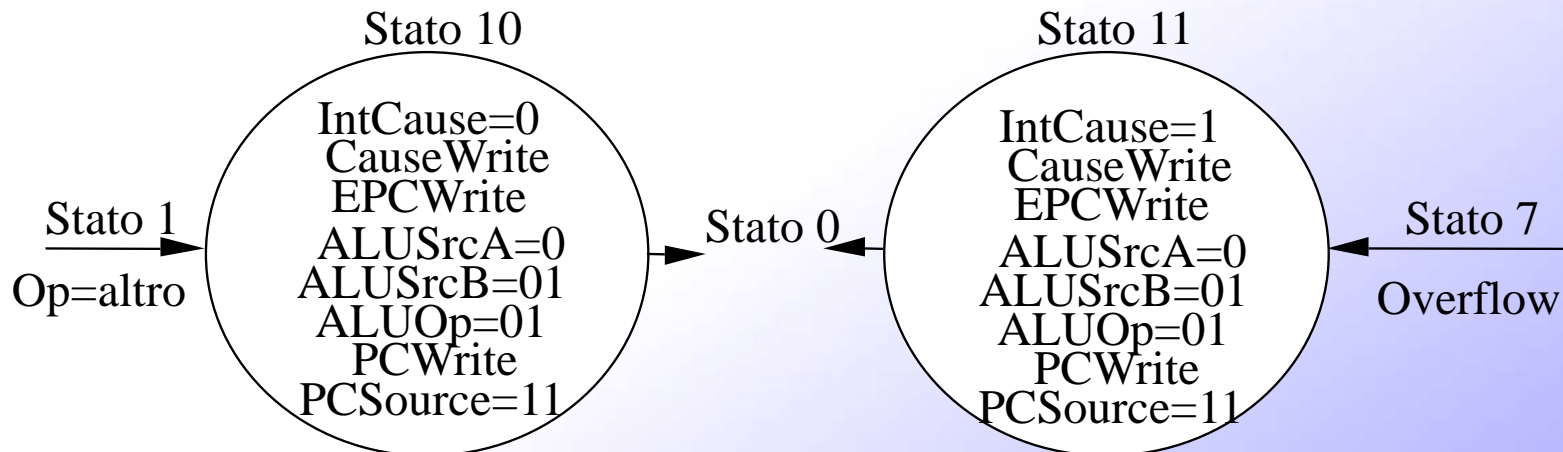 Stato 10
IntCause=0
CauseWrite
EPCWrite
ALUSrcA=0
ALUSrcB=01
ALUOp=01
PCWrite
PCSource=11
Stato 1
Op=altro
Stato 0
Stato 11
IntCause=1
CauseWrite
EPCWrite
ALUSrcA=0
ALUSrcB=01
ALUOp=01
PCWrite
PCSource=11
Stato 7
Overflow